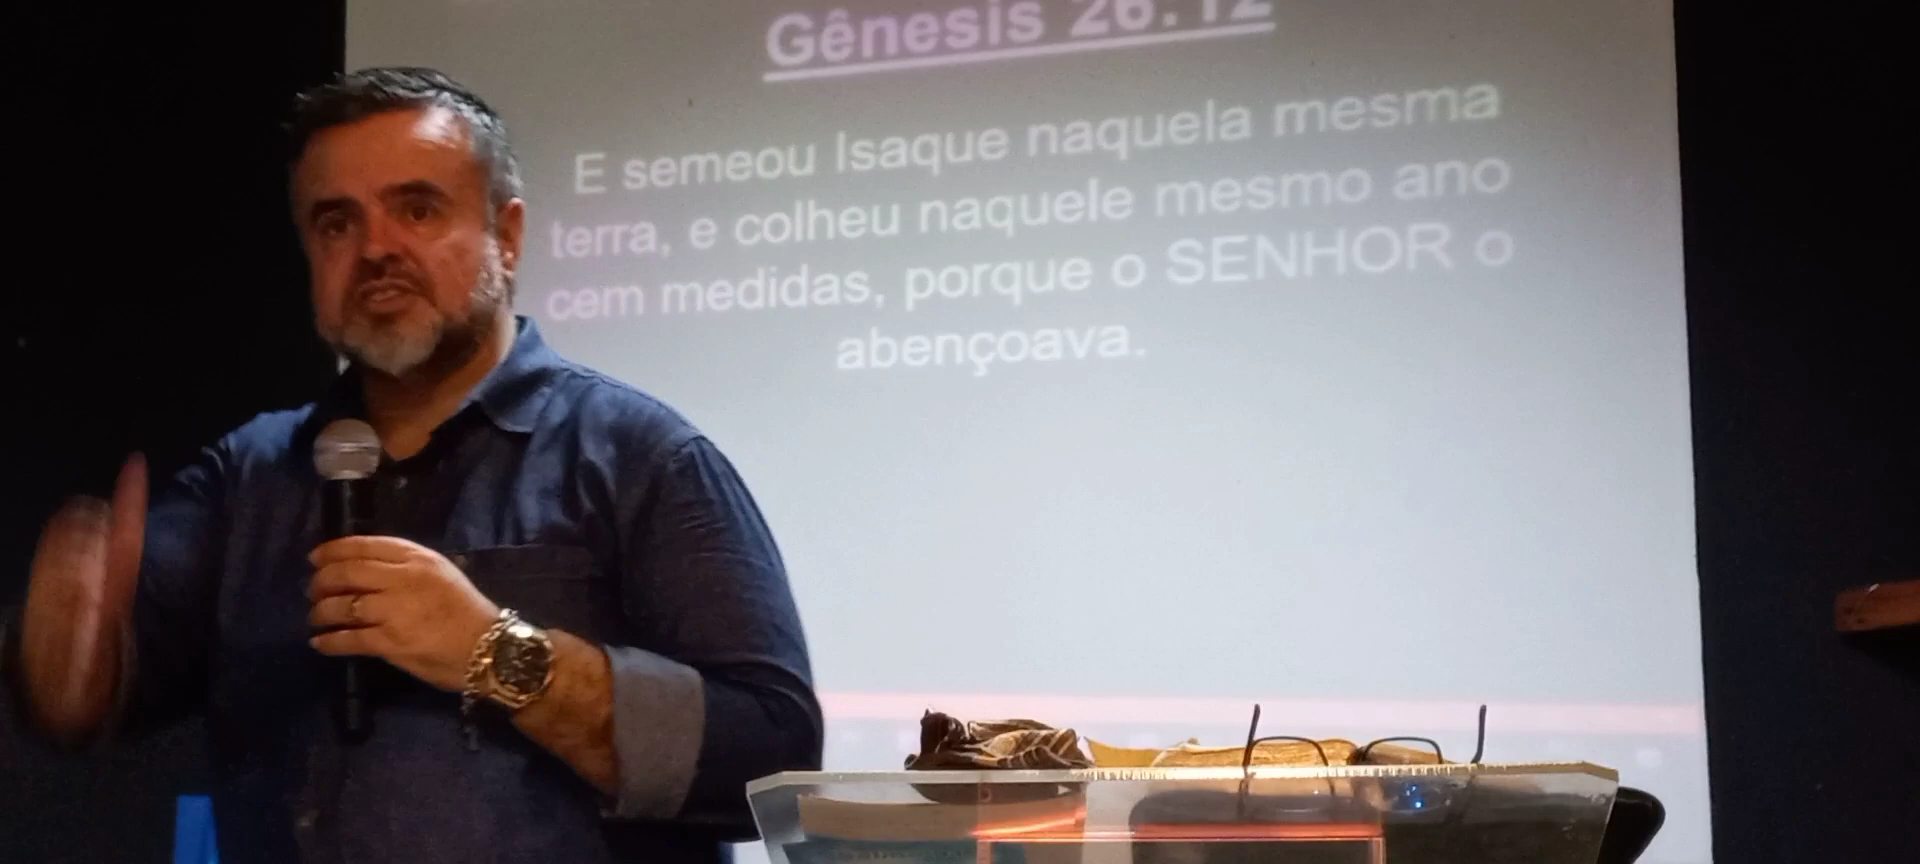 Gênesis 26:12
E semeou Isaque naquela mesma
terra, e colheu naquele mesmo ano
cem medidas, porque o SENHOR o
abençoava.